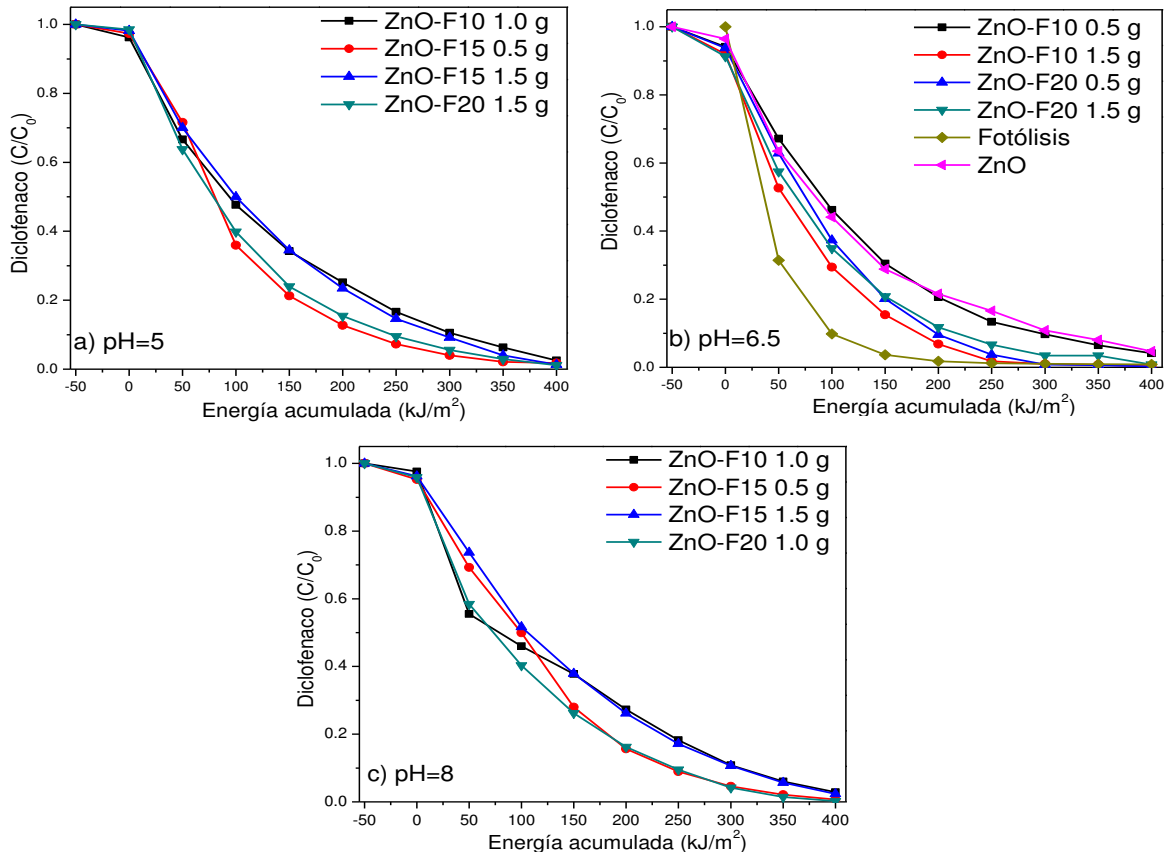 ZnO-F10 1.0 g
ZnO-F15 0.5 g
ZnO-F15 1.5 g
ZnO-F20 1.5 g
1.0
0.8
0.6
0.4
0.2
0.0
Diclofenaco (C/C₀)
a) pH=5
-50 0 50 100 150 200 250 300 350 400
Energía acumulada (kJ/m²)
ZnO-F10 0.5 g
ZnO-F10 1.5 g
ZnO-F20 0.5 g
ZnO-F20 1.5 g
Fotólisis
ZnO
1.0
0.8
0.6
0.4
0.2
0.0
Diclofenaco (C/C₀)
b) pH=6.5
-50 0 50 100 150 200 250 300 350 400
Energía acumulada (kJ/m²)
ZnO-F10 1.0 g
ZnO-F15 0.5 g
ZnO-F15 1.5 g
ZnO-F20 1.0 g
1.0
0.8
0.6
0.4
0.2
0.0
Diclofenaco (C/C₀)
c) pH=8
-50 0 50 100 150 200 250 300 350 400
Energía acumulada (kJ/m²)